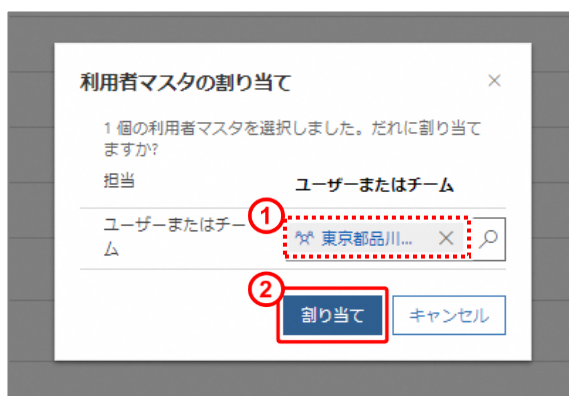 利用者マスタの割り当て
1 個の利用者マスタを選択しました。だれに割り当て
ますか?
担当
ユーザーまたはチーム
ユーザーまたはチー
ム
①
東京都品川...
②
割り当て
キャンセル